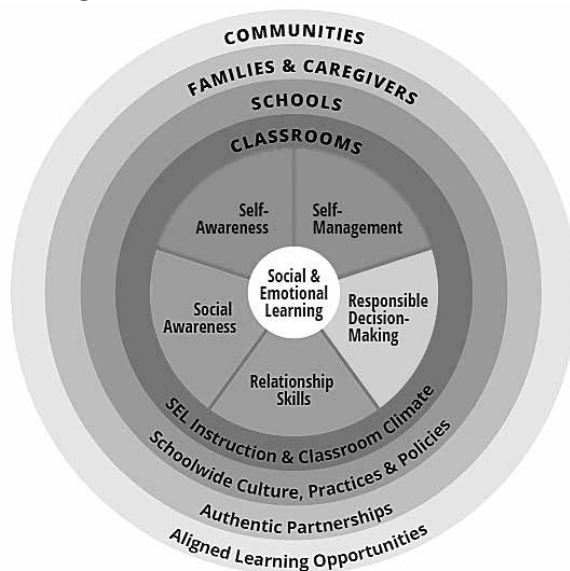 COMMUNITIES
FAMILIES & CAREGIVERS
SCHOOLS
CLASSROOMS
Self-
Awareness
Self-
Management
Social &
Emotional
Learning
Social
Awareness
Responsible
Decision-
Making
Relationship
Skills
SEL Instruction & Classroom Climate
Schoolwide Culture, Practices & Policies
Authentic Partnerships
Aligned Learning Opportunities